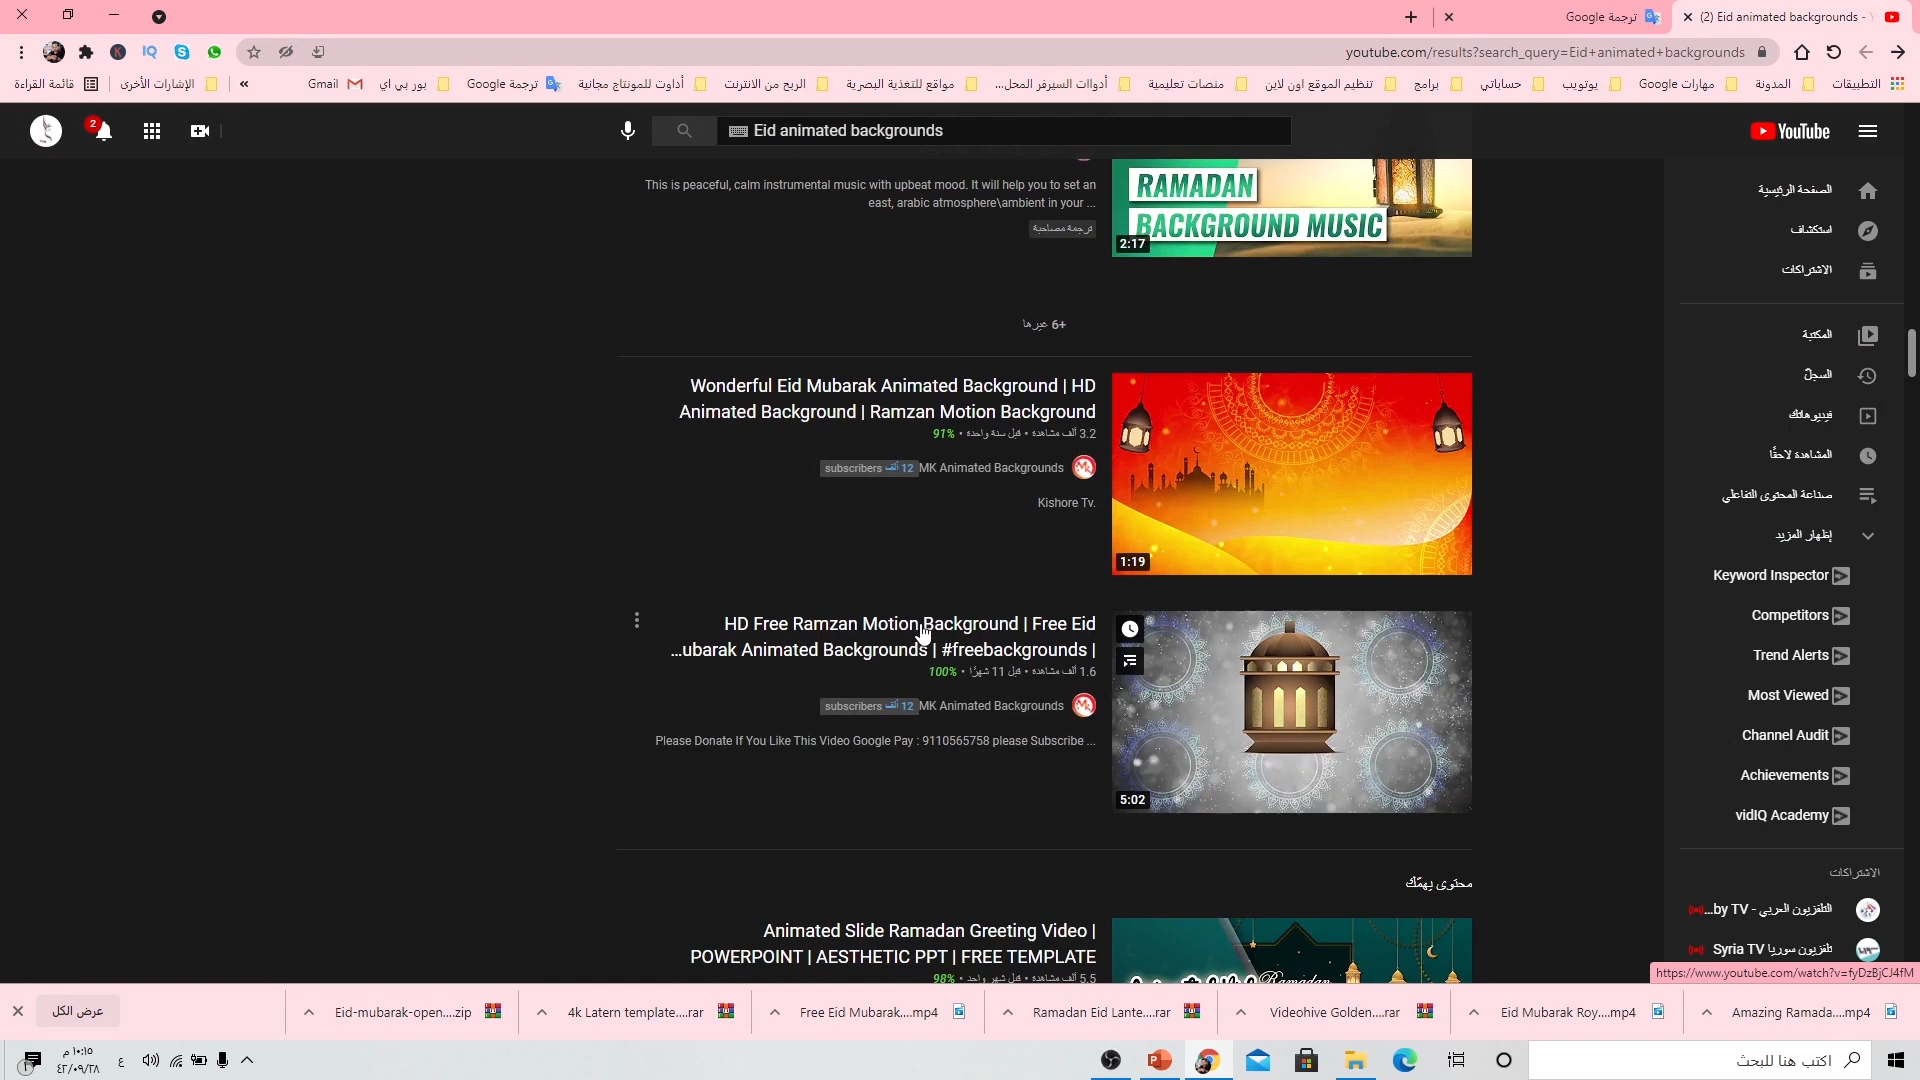 (2) Eid animated backgrounds -
ترجمة Google
youtube.com/results?search_query=Eid+animated+backgrounds
التطبيقات
المدونة
مهارات Google
يوتويب
حساباتي
برامج
تنظيم الموقع اون لاين
منصات تعليمية
أدوات السيرفر المحل...
مواقع للتغذية البصرية
الربح من الانترنت
أداوت للمونتاج مجانية
ترجمة Google
بور بي اي
Gmail
»
الإشارات الأخرى
قائمة القراءة
YouTube
Eid animated backgrounds
2
الصفحة الرئيسية
استكشاف
الاشتراكات
المكتبة
السجلّ
فيديوهاتك
المشاهدة لاحقًا
صناعة المحتوى التفاعلي
إظهار المزيد
Keyword Inspector
Competitors
Trend Alerts
Most Viewed
Channel Audit
Achievements
vidIQ Academy
الاشتراكات
التلفزيون العربي - by TV...
تلفزيون سوريا Syria TV
RAMADAN
BACKGROUND MUSIC
2:17
This is peaceful, calm instrumental music with upbeat mood. It will help you to set an
east, arabic atmosphere\ambient in your ...
ترجمة مصاحبة
+6 غيرها
Wonderful Eid Mubarak Animated Background | HD
Animated Background | Ramzan Motion Background
3.2 ألف مشاهدة • قبل سنة واحدة • 91%
MK Animated Backgrounds
12 ألف subscribers
Kishore Tv.
1:19
HD Free Ramzan Motion Background | Free Eid
...ubarak Animated Backgrounds | #freebackgrounds |
1.6 ألف مشاهدة • قبل 11 شهرًا • 100%
MK Animated Backgrounds
12 ألف subscribers
Please Donate If You Like This Video Google Pay : 9110565758 please Subscribe ...
5:02
محتوى يهمّك
Animated Slide Ramadan Greeting Video |
POWERPOINT | AESTHETIC PPT | FREE TEMPLATE
5.5 ألف مشاهدة • قبل شهر واحد • 98%
Ramadan
https://www.youtube.com/watch?v=fyDzBjCJ4fM
Amazing Ramada....mp4
Eid Mubarak Roy....mp4
Videohive Golden....rar
Ramadan Eid Lante....rar
Free Eid Mubarak....mp4
4k Latern template....rar
Eid-mubarak-open....zip
عرض الكل
اكتب هنا للبحث
ع
١٠:١٥ م
٤٢/٠٩/٢٨